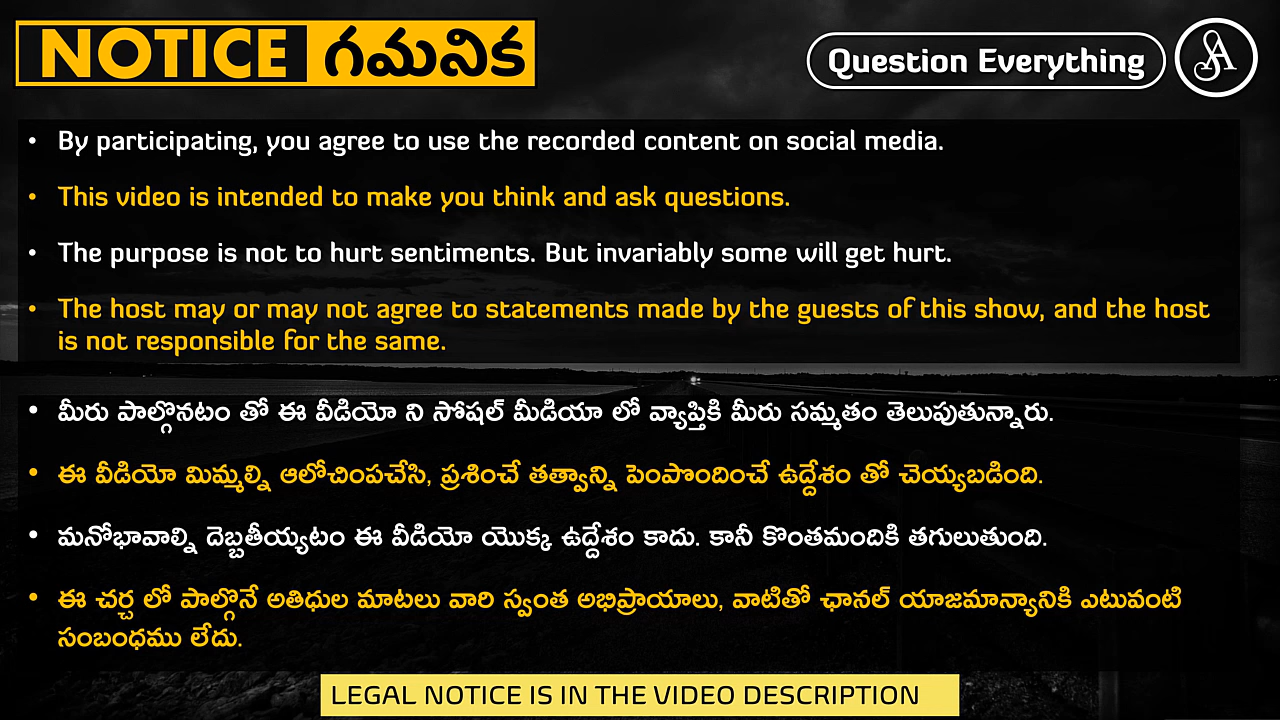 NOTICE గమనిక
Question Everything
• By participating, you agree to use the recorded content on social media.
• This video is intended to make you think and ask questions.
• The purpose is not to hurt sentiments. But invariably some will get hurt.
• The host may or may not agree to statements made by the guests of this show, and the host
is not responsible for the same.
• మీరు పాల్గొనటం తో ఈ వీడియో ని సోషల్ మీడియా లో వ్యాప్తికి మీరు సమ్మతం తెలుపుతున్నారు.
• ఈ వీడియో మిమ్మల్ని ఆలోచింపచేసి, ప్రశించే తత్వాన్ని పెంపొందించే ఉద్దేశం తో చెయ్యబడింది.
• మనోభావాల్ని దెబ్బతీయ్యటం ఈ వీడియో యొక్క ఉద్దేశం కాదు. కానీ కొంతమందికి తగులుతుంది.
• ఈ చర్చ లో పాల్గొనే అతిధుల మాటలు వారి స్వంత అభిప్రాయాలు, వాటితో ఛానల్ యాజమాన్యానికి ఎటువంటి
సంబంధము లేదు.
LEGAL NOTICE IS IN THE VIDEO DESCRIPTION